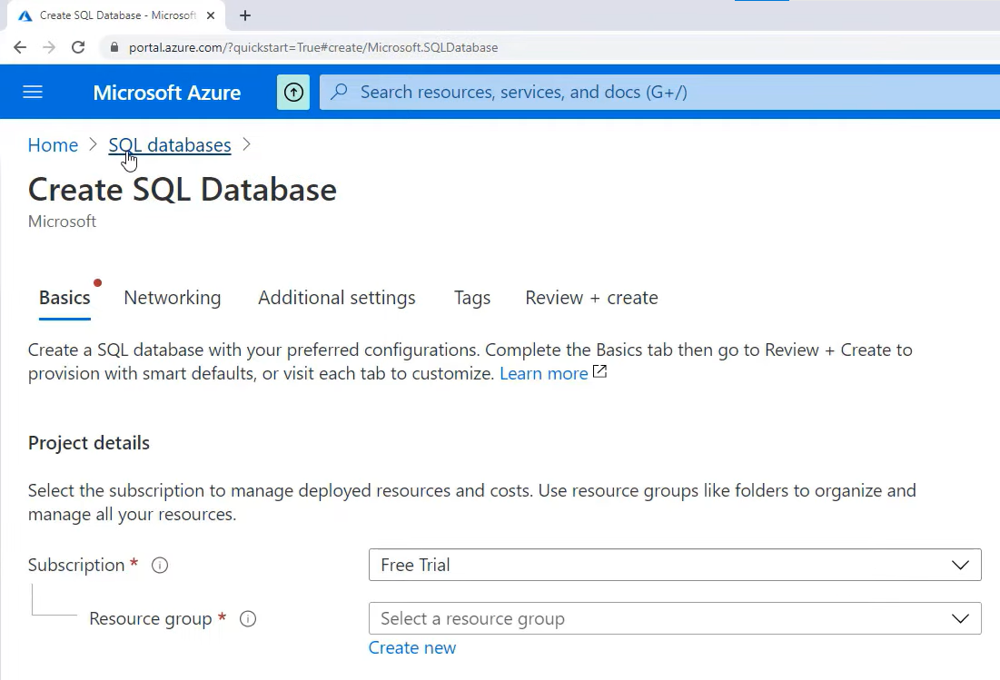 Create SQL Database - Microsoft
portal.azure.com/?quickstart=True#create/Microsoft.SQLDatabase
Microsoft Azure
Search resources, services, and docs (G+/)
Home > SQL databases >
Create SQL Database
Microsoft
Basics Networking Additional settings Tags Review + create
Create a SQL database with your preferred configurations. Complete the Basics tab then go to Review + Create to
provision with smart defaults, or visit each tab to customize. Learn more
Project details
Select the subscription to manage deployed resources and costs. Use resource groups like folders to organize and
manage all your resources.
Subscription * Free Trial
Resource group * Select a resource group
Create new